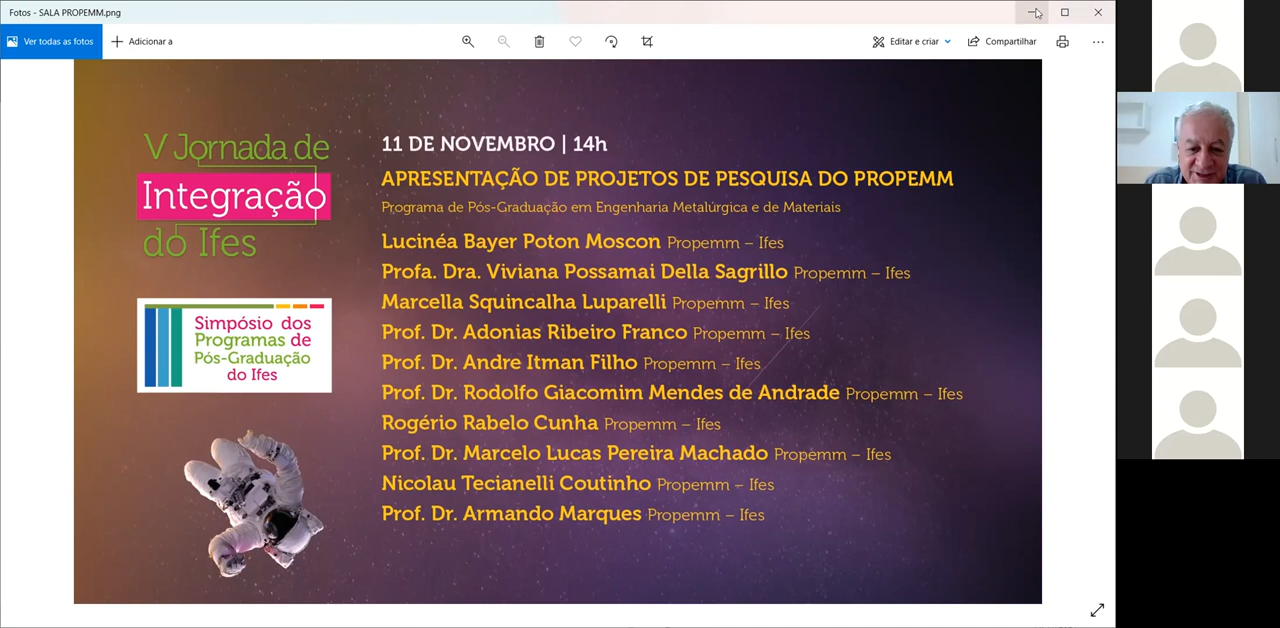 Fotos - SALA PROPEMM.png
Ver todas as fotos
Adicionar a
Editar e criar
Compartilhar
V Jornada de
Integração
do Ifes
Simpósio dos
Programas de
Pós-Graduação
do Ifes
11 DE NOVEMBRO | 14h
APRESENTAÇÃO DE PROJETOS DE PESQUISA DO PROPEMM
Programa de Pós-Graduação em Engenharia Metalúrgica e de Materiais
Lucinéa Bayer Poton Moscon Propemm – Ifes
Profa. Dra. Viviana Possamai Della Sagrillo Propemm – Ifes
Marcella Squincalha Luparelli Propemm – Ifes
Prof. Dr. Adonias Ribeiro Franco Propemm – Ifes
Prof. Dr. Andre Itman Filho Propemm – Ifes
Prof. Dr. Rodolfo Giacomim Mendes de Andrade Propemm – Ifes
Rogério Rabelo Cunha Propemm – Ifes
Prof. Dr. Marcelo Lucas Pereira Machado Propemm – Ifes
Nicolau Tecianelli Coutinho Propemm – Ifes
Prof. Dr. Armando Marques Propemm – Ifes